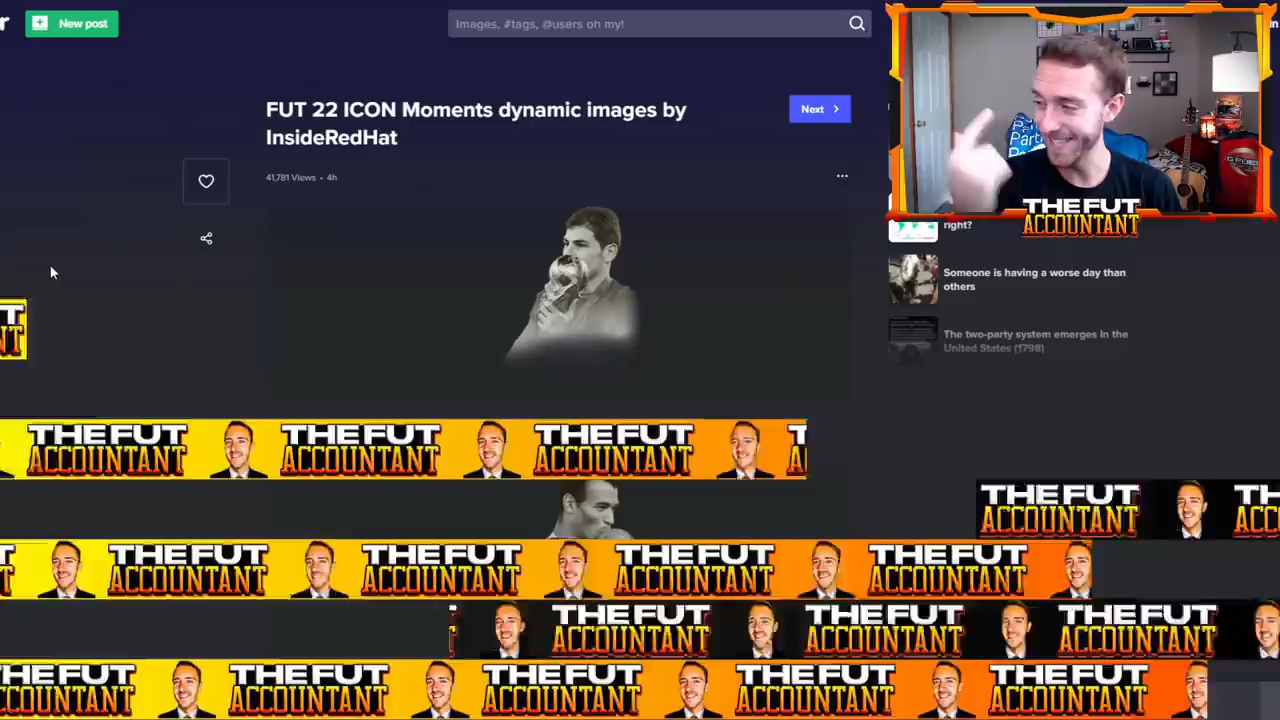 New post
Images, #tags, @users oh my!
FUT 22 ICON Moments dynamic images by
InsideRedHat
Next
41,781 Views • 4h
THE FUT
ACCOUNTANT
right?
Someone is having a worse day than
others
The two-party system emerges in the
United States (1798)
THE FUT THE FUT THE FUT
ACCOUNTANT ACCOUNTANT ACCOUNTANT
THE FUT
ACCOUNTANT
THE FUT THE FUT THE FUT THE FUT
ACCOUNTANT ACCOUNTANT ACCOUNTANT ACCOUNTANT
THE FUT THE FUT THE FUT
ACCOUNTANT ACCOUNTANT ACCOUNTANT
THE FUT THE FUT THE FUT THE FUT THE FUT
ACCOUNTANT ACCOUNTANT ACCOUNTANT ACCOUNTANT ACCOUNTANT